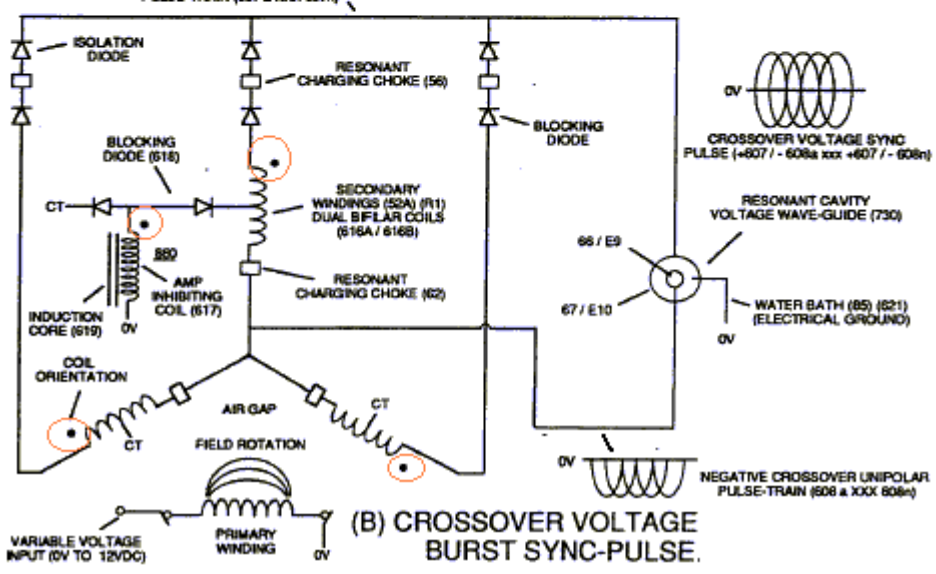 ISOLATION
DIODE
RESONANT
CHARGING CHOKE (56)
0V
CROSSOVER VOLTAGE SYNC
PULSE (+607 / - 608a xxx +607 / - 608n)
BLOCKING
DIODE (618)
BLOCKING
DIODE
CT
SECONDARY
WINDINGS (52A) (R1)
DUAL BIFILAR COILS
(616A / 616B)
RESONANT CAVITY
VOLTAGE WAVE-GUIDE (730)
66 / E9
67 / E10
660
AMP
INHIBITING
COIL (617)
INDUCTION
CORE (619)
0V
RESONANT
CHARGING CHOKE (62)
WATER BATH (85) (621)
(ELECTRICAL GROUND)
0V
COIL
ORIENTATION
CT
AIR GAP
CT
FIELD ROTATION
0V
NEGATIVE CROSSOVER UNIPOLAR
PULSE-TRAIN (608 a XXX 608n)
VARIABLE VOLTAGE
INPUT (0V TO 12VDC)
PRIMARY
WINDING
0V
(B) CROSSOVER VOLTAGE
BURST SYNC-PULSE.